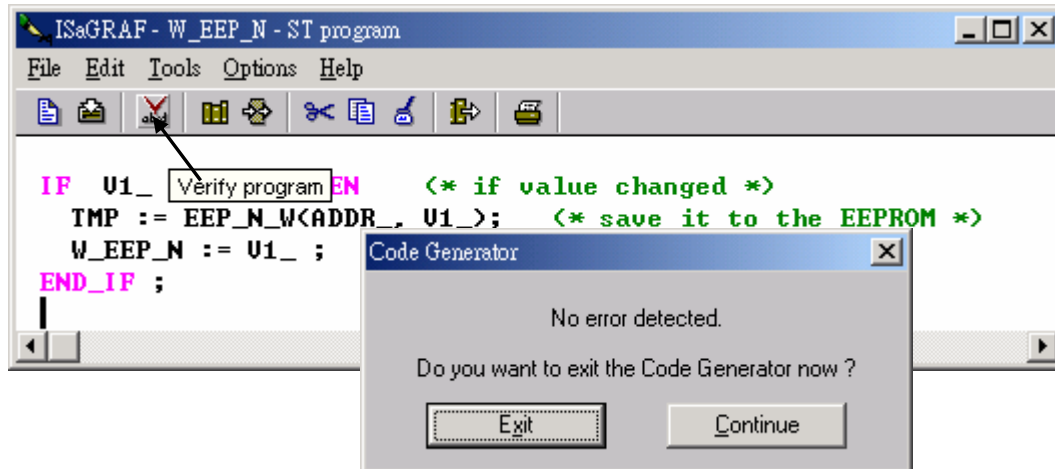 ISaGRAF - W_EEP_N - ST program
File Edit Tools Options Help
IF V1_ EN (* if value changed *)
Verify program
TMP := EEP_N_W(ADDR_, V1_); (* save it to the EEPROM *)
W_EEP_N := V1_ ;
END_IF ;
Code Generator
No error detected.
Do you want to exit the Code Generator now ?
Exit Continue